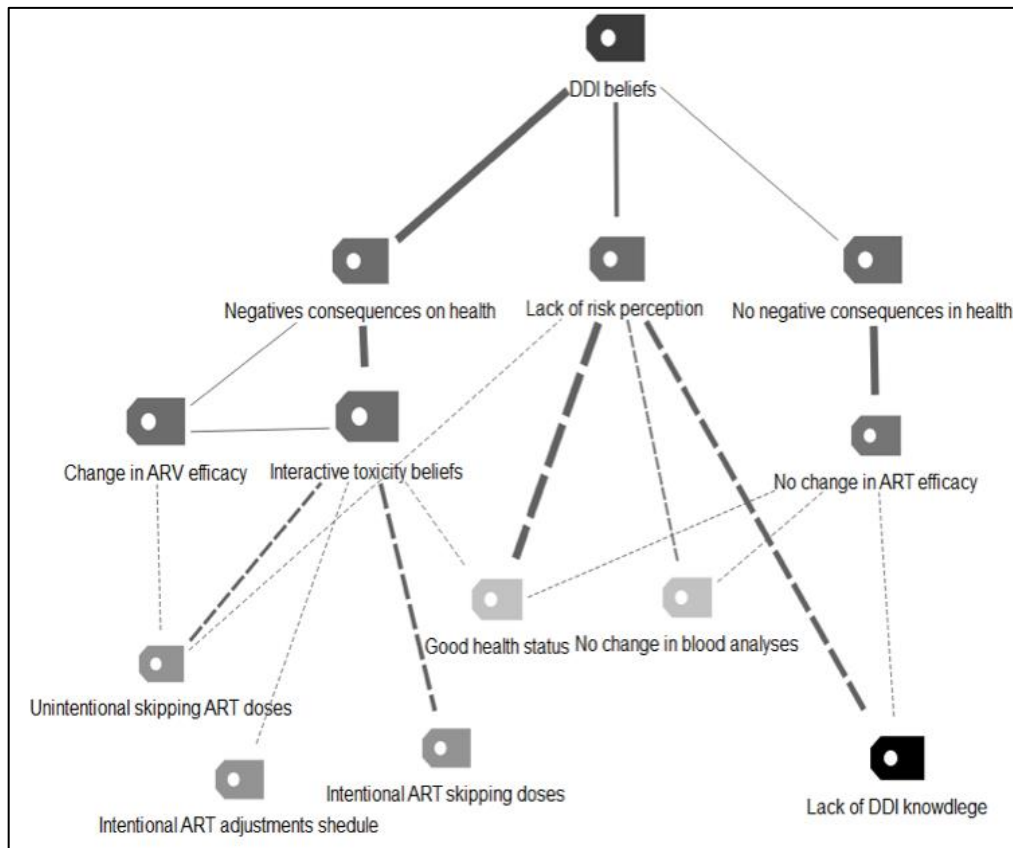 DDI beliefs
Negatives consequences on health
Lack of risk perception
No negative consequences in health
Change in ARV efficacy
Interactive toxicity beliefs
No change in ART efficacy
Good health status
No change in blood analyses
Unintentional skipping ART doses
Intentional ART skipping doses
Lack of DDI knowdlege
Intentional ART adjustments shedule